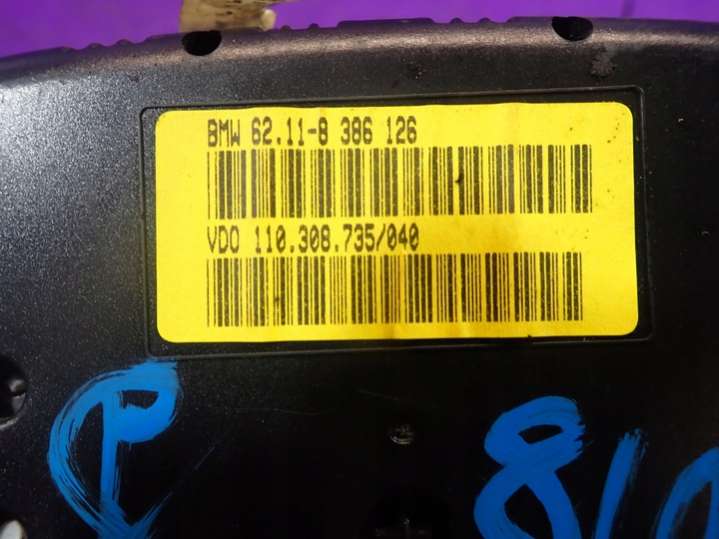 BMW 62.11-8 386 126
VDO 110.308.735/040
P